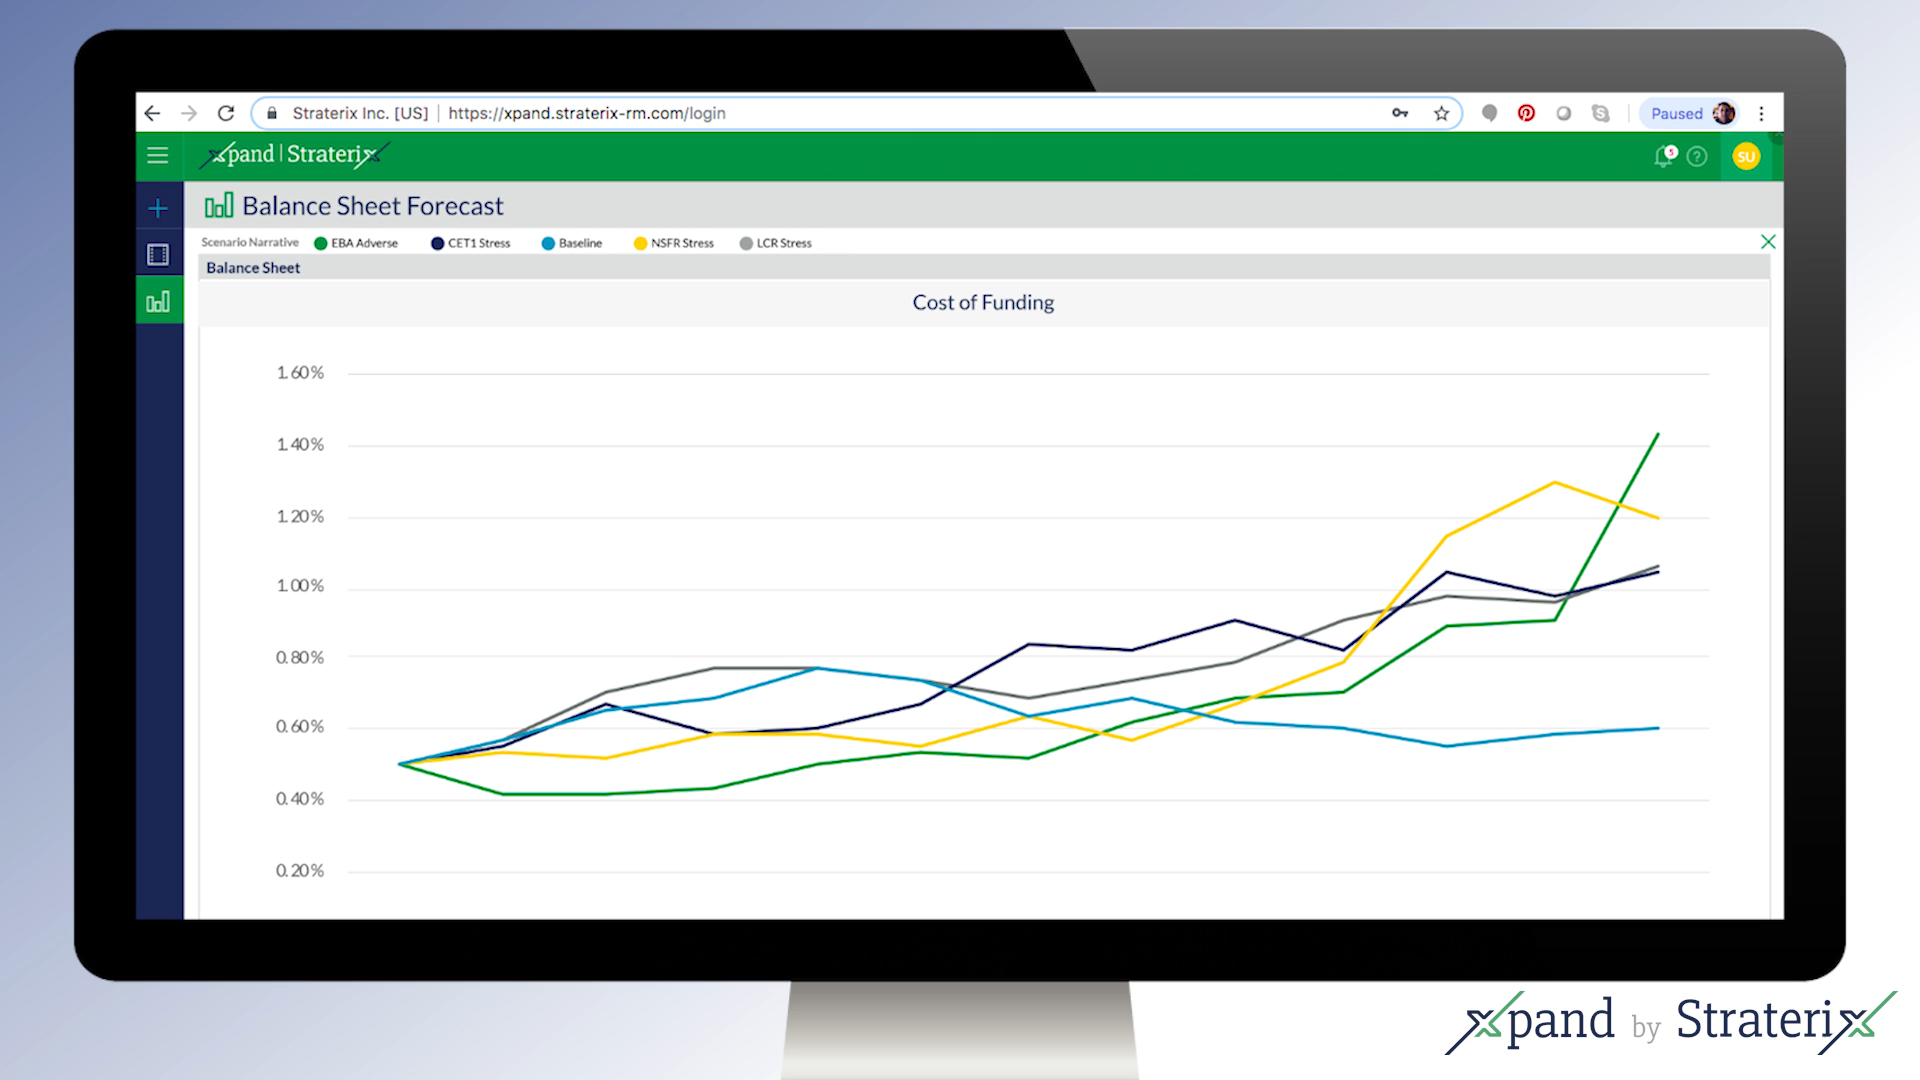 Straterix Inc. [US] | https://xpand.straterix-rm.com/login
Paused
xpand | Straterix
5
?
SU
Balance Sheet Forecast
Scenario Narrative EBA Adverse CET1 Stress Baseline NSFR Stress LCR Stress
Balance Sheet
Cost of Funding
1.60%
1.40%
1.20%
1.00%
0.80%
0.60%
0.40%
0.20%
xpand by Straterix